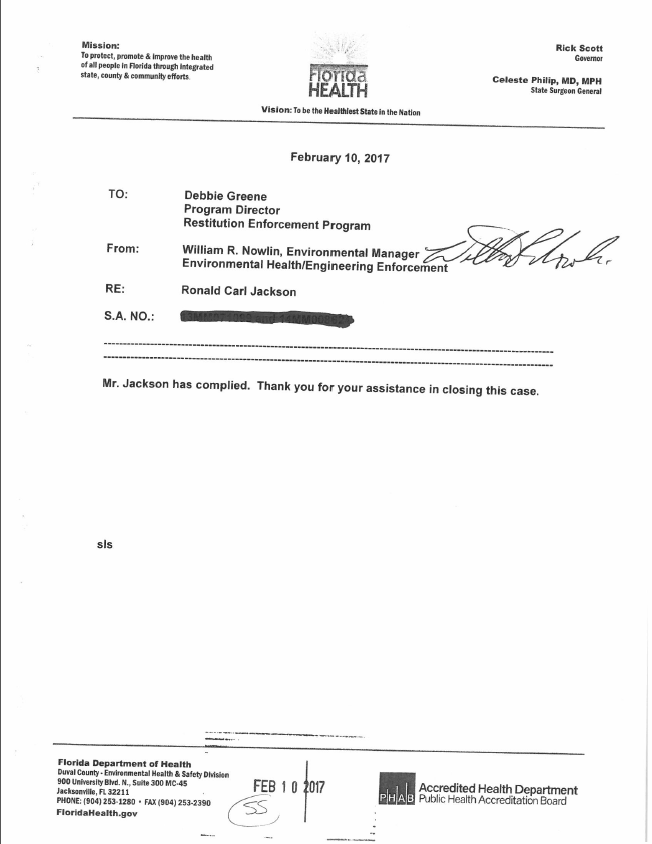 Mission:
To protect, promote & improve the health
of all people in Florida through integrated
state, county & community efforts.
Florida
HEALTH
Vision: To be the Healthiest State in the Nation
Rick Scott
Governor
Celeste Philip, MD, MPH
State Surgeon General
February 10, 2017
TO: Debbie Greene
Program Director
Restitution Enforcement Program
From: William R. Nowlin, Environmental Manager
Environmental Health/Engineering Enforcement
RE: Ronald Carl Jackson
S.A. NO.:
Mr. Jackson has complied. Thank you for your assistance in closing this case.
sls
Florida Department of Health
Duval County - Environmental Health & Safety Division
900 University Blvd. N., Suite 300 MC-45
Jacksonville, FL 32211
PHONE: (904) 253-1280 • FAX (904) 253-2390
FloridaHealth.gov
FEB 10 2017
SS
PHAB
Accredited Health Department
Public Health Accreditation Board